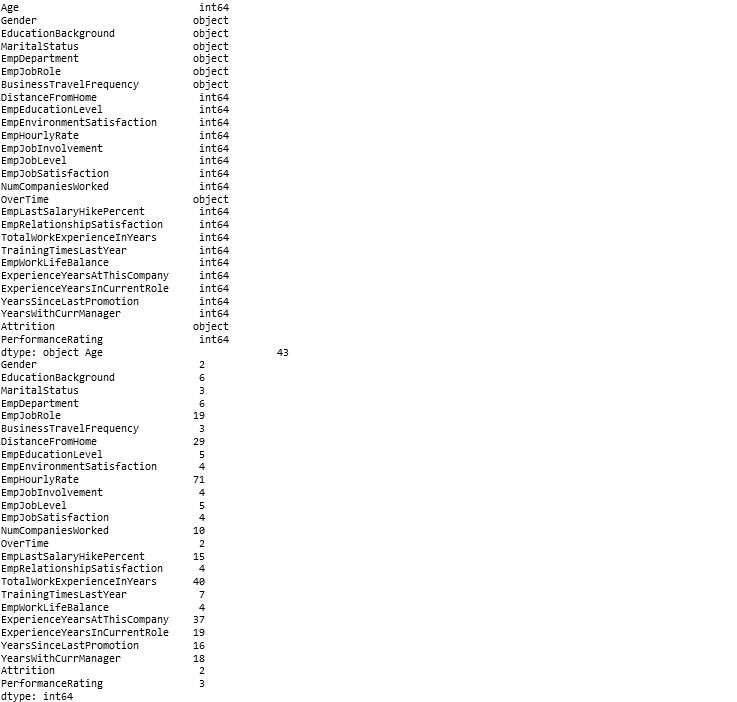 Age int64
Gender object
EducationBackground object
MaritalStatus object
EmpDepartment object
EmpJobRole object
BusinessTravelFrequency object
DistanceFromHome int64
EmpEducationLevel int64
EmpEnvironmentSatisfaction int64
EmpHourlyRate int64
EmpJobInvolvement int64
EmpJobLevel int64
EmpJobSatisfaction int64
NumCompaniesWorked int64
OverTime object
EmpLastSalaryHikePercent int64
EmpRelationshipSatisfaction int64
TotalWorkExperienceInYears int64
TrainingTimesLastYear int64
EmpWorkLifeBalance int64
ExperienceYearsAtThisCompany int64
ExperienceYearsInCurrentRole int64
YearsSinceLastPromotion int64
YearsWithCurrManager int64
Attrition object
PerformanceRating int64
dtype: object Age 43
Gender 2
EducationBackground 6
MaritalStatus 3
EmpDepartment 6
EmpJobRole 19
BusinessTravelFrequency 3
DistanceFromHome 29
EmpEducationLevel 5
EmpEnvironmentSatisfaction 4
EmpHourlyRate 71
EmpJobInvolvement 4
EmpJobLevel 5
EmpJobSatisfaction 4
NumCompaniesWorked 10
OverTime 2
EmpLastSalaryHikePercent 15
EmpRelationshipSatisfaction 4
TotalWorkExperienceInYears 40
TrainingTimesLastYear 7
EmpWorkLifeBalance 4
ExperienceYearsAtThisCompany 37
ExperienceYearsInCurrentRole 19
YearsSinceLastPromotion 16
YearsWithCurrManager 18
Attrition 2
PerformanceRating 3
dtype: int64